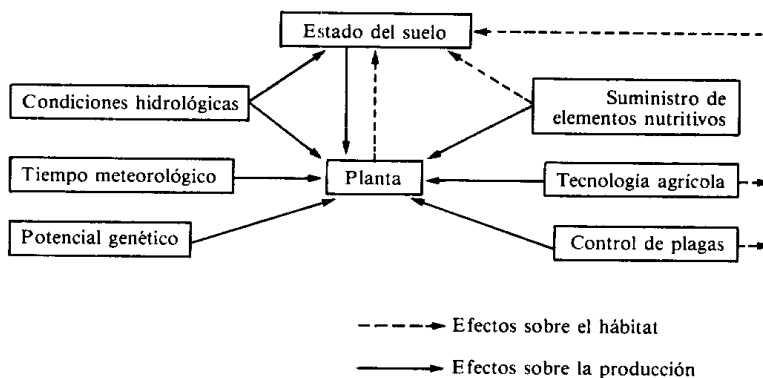 Estado del suelo
Condiciones hidrológicas
Suministro de
elementos nutritivos
Tiempo meteorológico
Planta
Tecnología agrícola
Potencial genético
Control de plagas
Efectos sobre el hábitat
Efectos sobre la producción